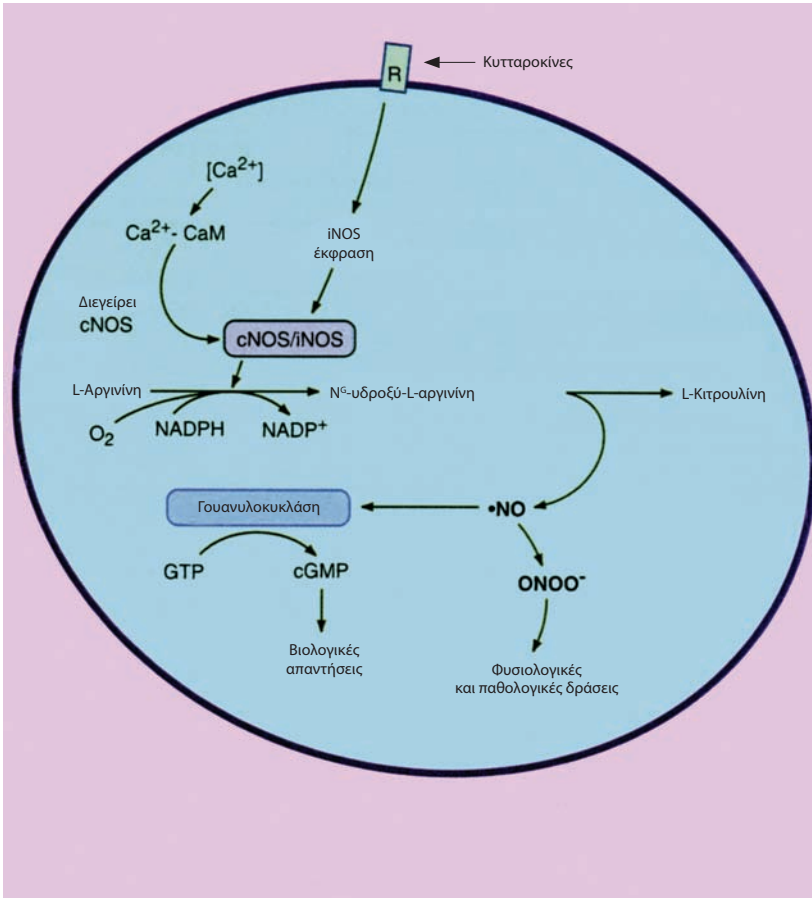 Κυτταροκίνες
R
[Ca²⁺]
Ca²⁺- CaM
iNOS
έκφραση
Διεγείρει
cNOS
cNOS/iNOS
L-Αργινίνη
Nᴳ-υδροξύ-L-αργινίνη
L-Κιτρουλίνη
O₂
NADPH
NADP⁺
Γουανυλοκυκλάση
•NO
GTP
cGMP
ONOO⁻
Βιολογικές
απαντήσεις
Φυσιολογικές
και παθολογικές δράσεις